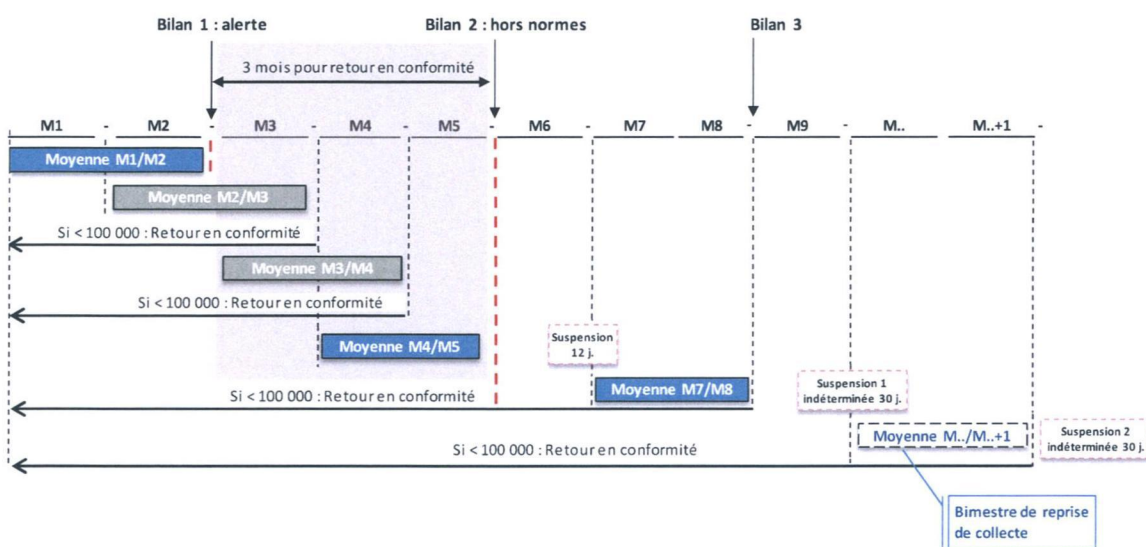 Bilan 1 : alerte
Bilan 2 : hors normes
Bilan 3
3 mois pour retour en conformité
M1 - M2 - M3 - M4 - M5 - M6 - M7 M8 - M9 - M.. M..+1 -
Moyenne M1/M2
Moyenne M2/M3
Si < 100 000 : Retour en conformité
Moyenne M3/M4
Si < 100 000 : Retour en conformité
Moyenne M4/M5
Suspension
12 j.
Moyenne M7/M8
Si < 100 000 : Retour en conformité
Suspension 1
indéterminée 30 j.
Moyenne M../M..+1
Suspension 2
indéterminée 30 j.
Si < 100 000 : Retour en conformité
Bimestre de reprise
de collecte